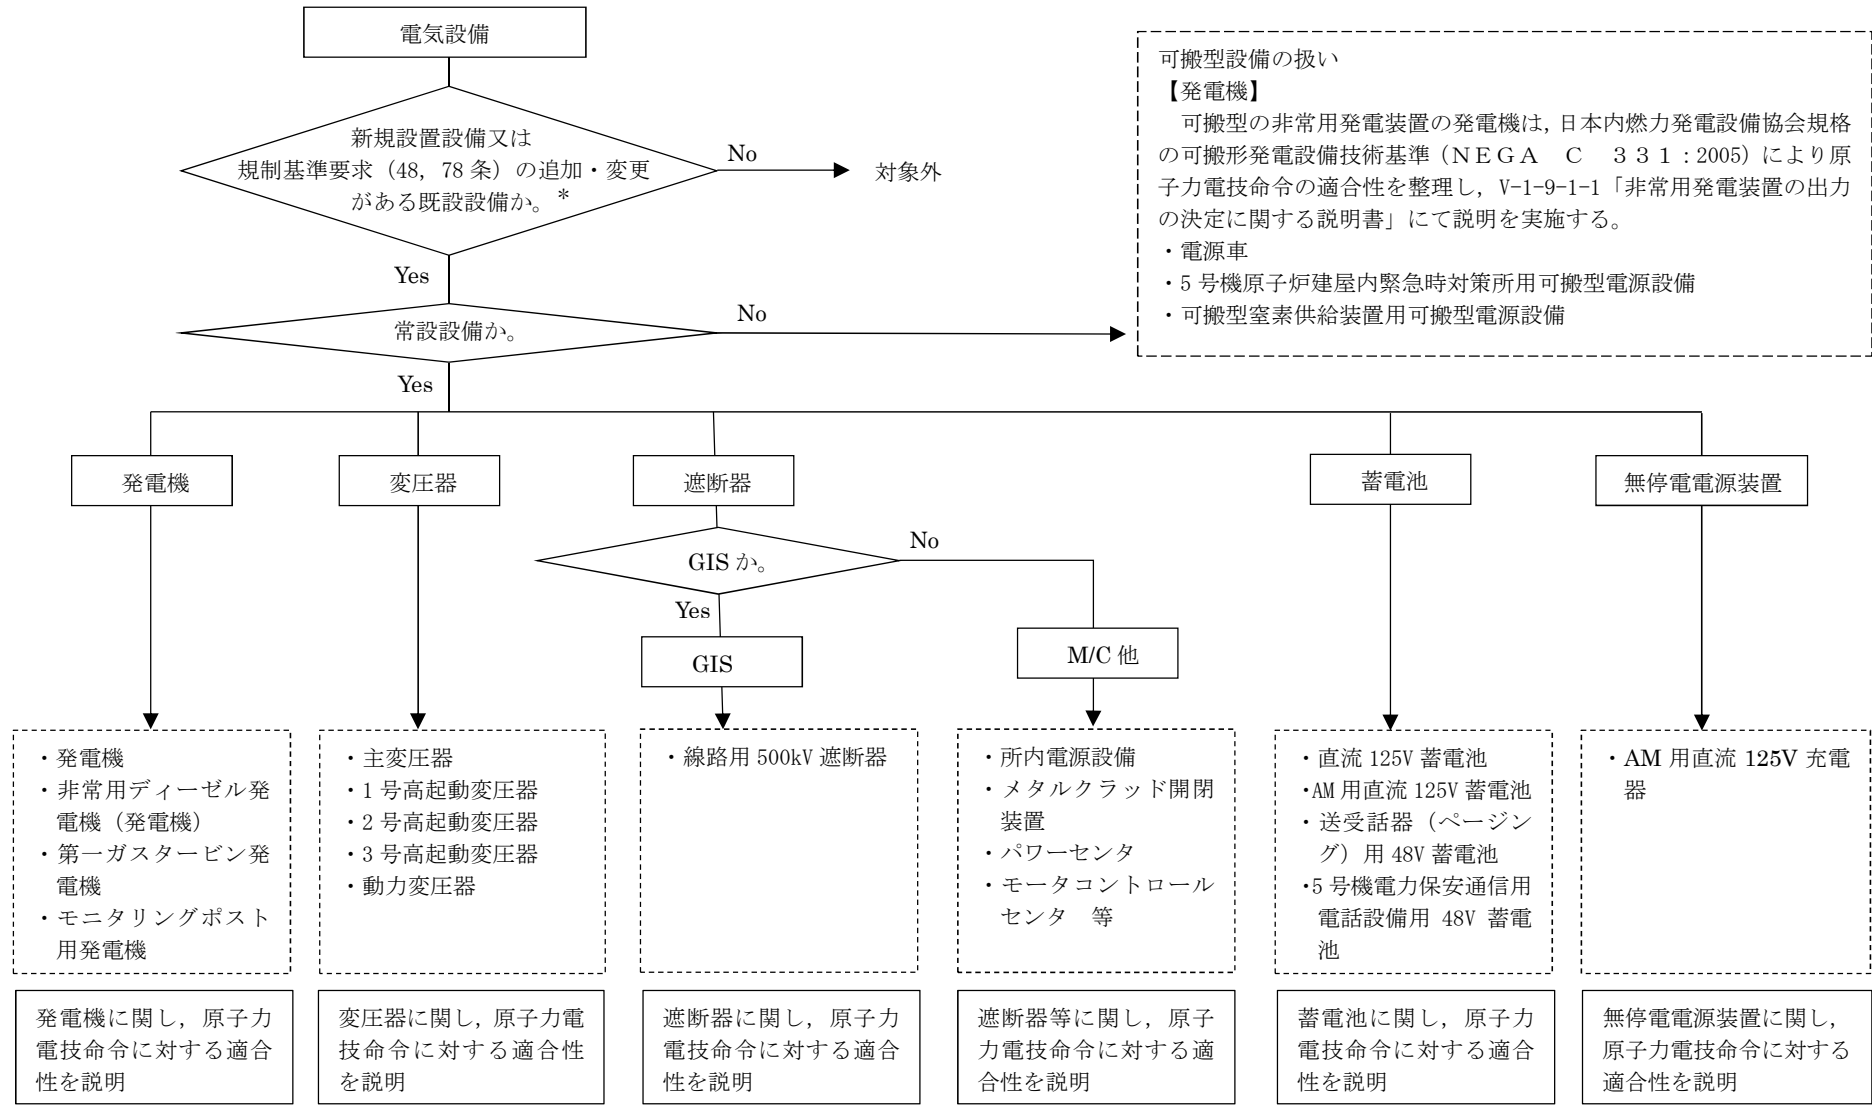 電気設備
新規設置設備又は
規制基準要求（48，78 条）の追加・変更
がある既設設備か。*
No
対象外
Yes
常設設備か。
No
Yes
可搬型設備の扱い
【発電機】
可搬型の非常用発電装置の発電機は，日本内燃力発電設備協会規格
の可搬形発電設備技術基準（ＮＥＧＡ　Ｃ　３３１：2005）により原
子力電技命令の適合性を整理し，V-1-9-1-1「非常用発電装置の出力
の決定に関する説明書」にて説明を実施する。
・電源車
・5 号機原子炉建屋内緊急時対策所用可搬型電源設備
・可搬型窒素供給装置用可搬型電源設備
発電機
変圧器
遮断器
蓄電池
無停電電源装置
GIS か。
No
Yes
GIS
M/C 他
・発電機
・非常用ディーゼル発
電機（発電機）
・第一ガスタービン発
電機
・モニタリングポスト
用発電機
・主変圧器
・1 号高起動変圧器
・2 号高起動変圧器
・3 号高起動変圧器
・動力変圧器
・線路用 500kV 遮断器
・所内電源設備
・メタルクラッド開閉
装置
・パワーセンタ
・モータコントロール
センタ　等
・直流 125V 蓄電池
・AM 用直流 125V 蓄電池
・送受話器（ページン
グ）用 48V 蓄電池
・5 号機電力保安通信用
電話設備用 48V 蓄電
池
・AM 用直流 125V 充電
器
発電機に関し，原子力
電技命令に対する適合
性を説明
変圧器に関し，原子力電
技命令に対する適合性
を説明
遮断器に関し，原子力
電技命令に対する適合
性を説明
遮断器等に関し，原子
力電技命令に対する適
合性を説明
蓄電池に関し，原子力
電技命令に対する適合
性を説明
無停電電源装置に関し，
原子力電技命令に対する
適合性を説明